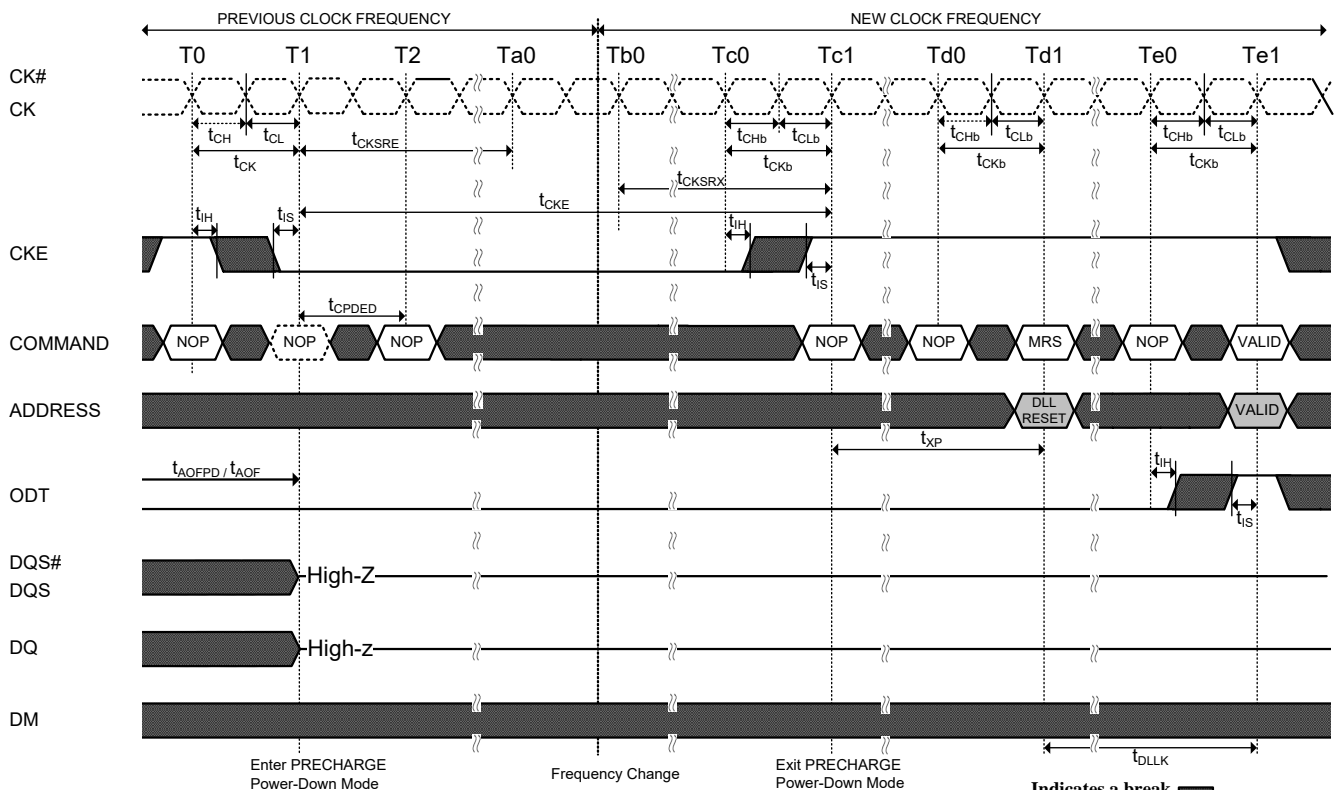 PREVIOUS CLOCK FREQUENCY NEW CLOCK FREQUENCY
T0 T1 T2 Ta0 Tb0 Tc0 Tc1 Td0 Td1 Te0 Te1
CK#
CK
tCH tCL tCKSRE tCHb tCLb tCHb tCLb tCHb tCLb
tCK tCKb tCKb tCKb
tCKSRX
tCKE
tIH tIS tIH
CKE
tIS
tCPDED
COMMAND NOP NOP NOP NOP NOP MRS NOP VALID
ADDRESS DLL RESET VALID
tXP
tAOFPD / tAOF tIH
ODT
tIS
DQS#
DQS High-Z
DQ High-z
DM
tDLLK
Enter PRECHARGE
Power-Down Mode
Frequency Change
Exit PRECHARGE
Power-Down Mode
Indicates a break